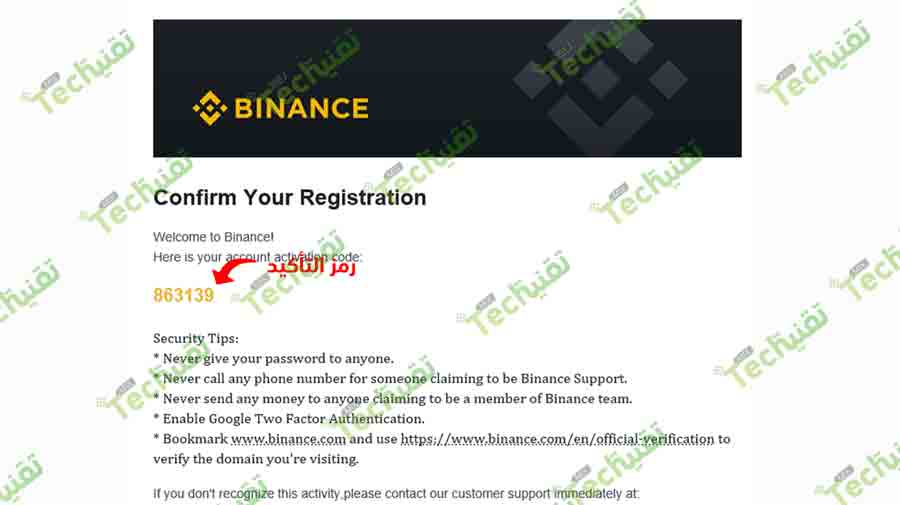 BINANCE
Confirm Your Registration
Welcome to Binance!
Here is your account activation code:
رمز التأكيد
863139
Security Tips:
* Never give your password to anyone.
* Never call any phone number for someone claiming to be Binance Support.
* Never send any money to anyone claiming to be a member of Binance team.
* Enable Google Two Factor Authentication.
* Bookmark www.binance.com and use https://www.binance.com/en/official-verification to
verify the domain you're visiting.
If you don't recognize this activity,please contact our customer support immediately at:
تقنية Tech